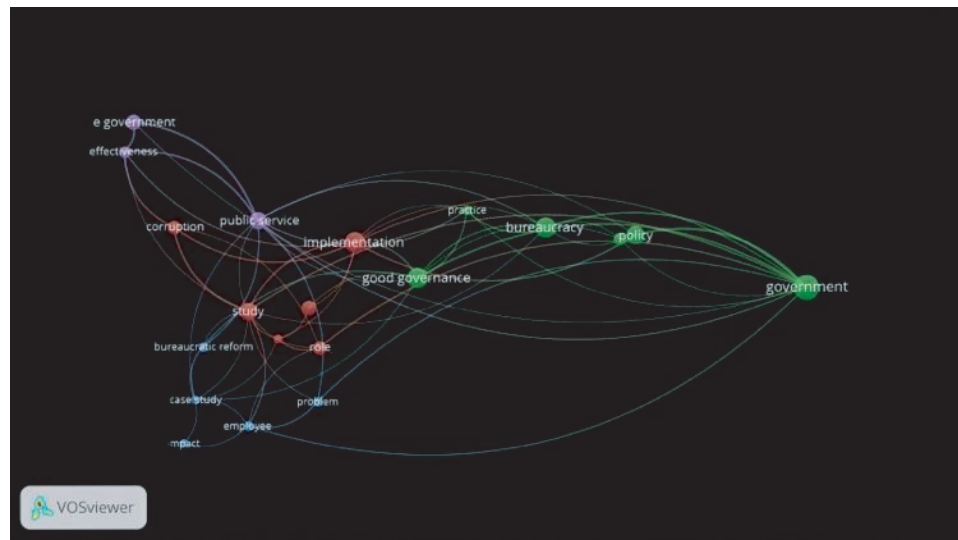 e government
effectiveness
public service
corruption
practice
implementation
bureaucracy
policy
good governance
government
study
bureaucratic reform
role
case study
problem
employee
mpact
VOSviewer